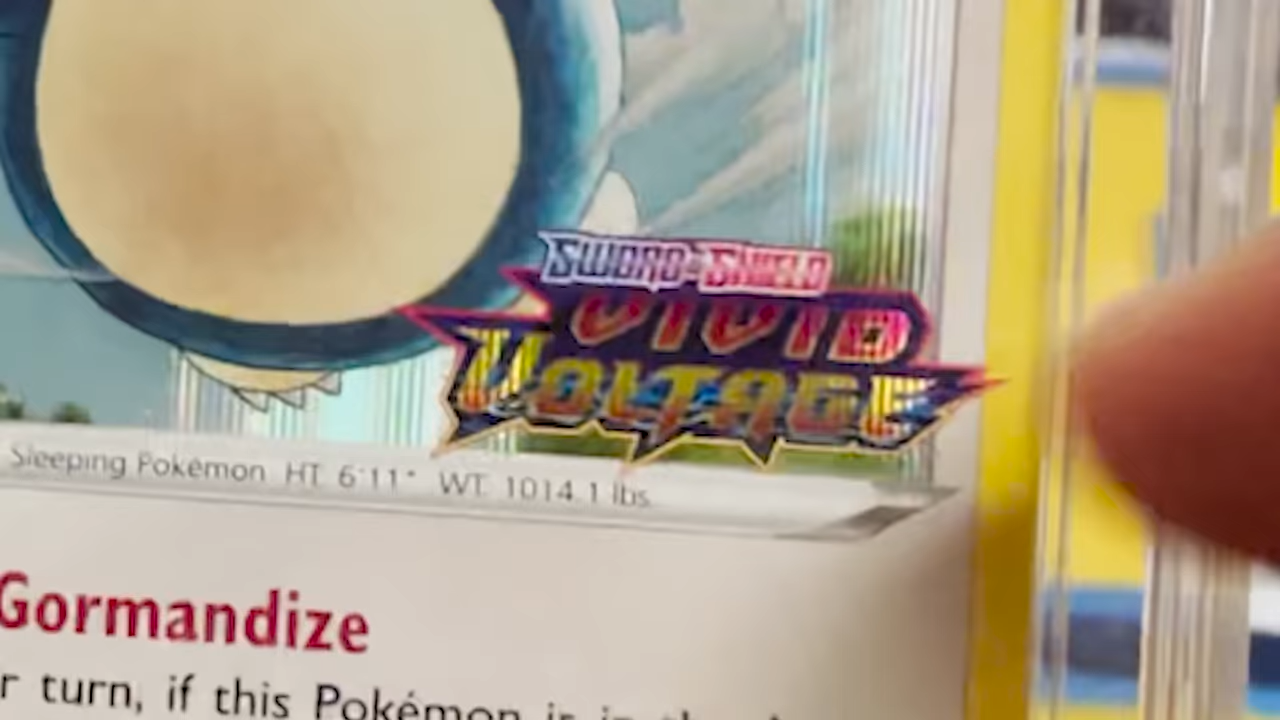 SWORD & SHIELD
VIVID
VOLTAGE
Sleeping Pokémon HT 6'11" WT 1014.1 lbs
Gormandize
r turn, if this Pokémon is in